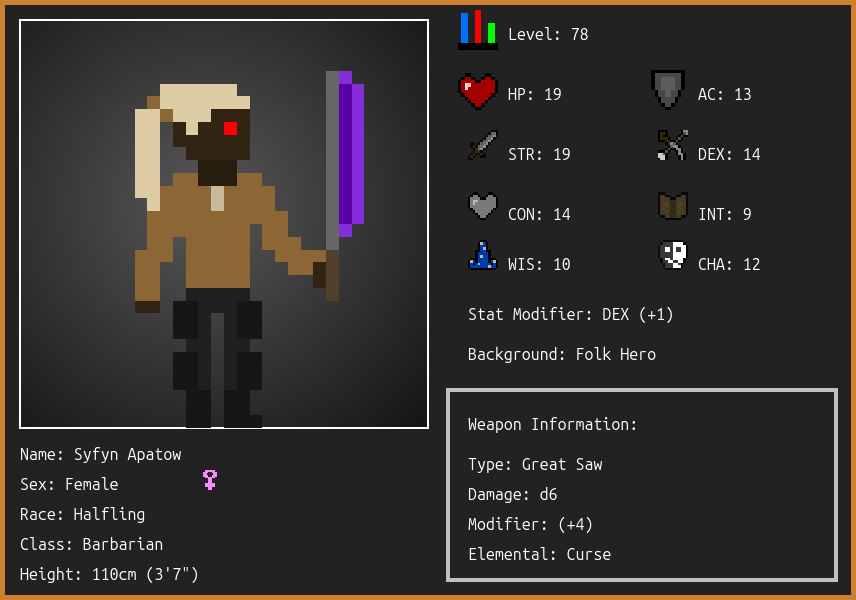 Level: 78
HP: 19
AC: 13
STR: 19
DEX: 14
CON: 14
INT: 9
WIS: 10
CHA: 12
Stat Modifier: DEX (+1)
Background: Folk Hero
Weapon Information:
Type: Great Saw
Damage: d6
Modifier: (+4)
Elemental: Curse
Name: Syfyn Apatow
Sex: Female
Race: Halfling
Class: Barbarian
Height: 110cm (3'7")